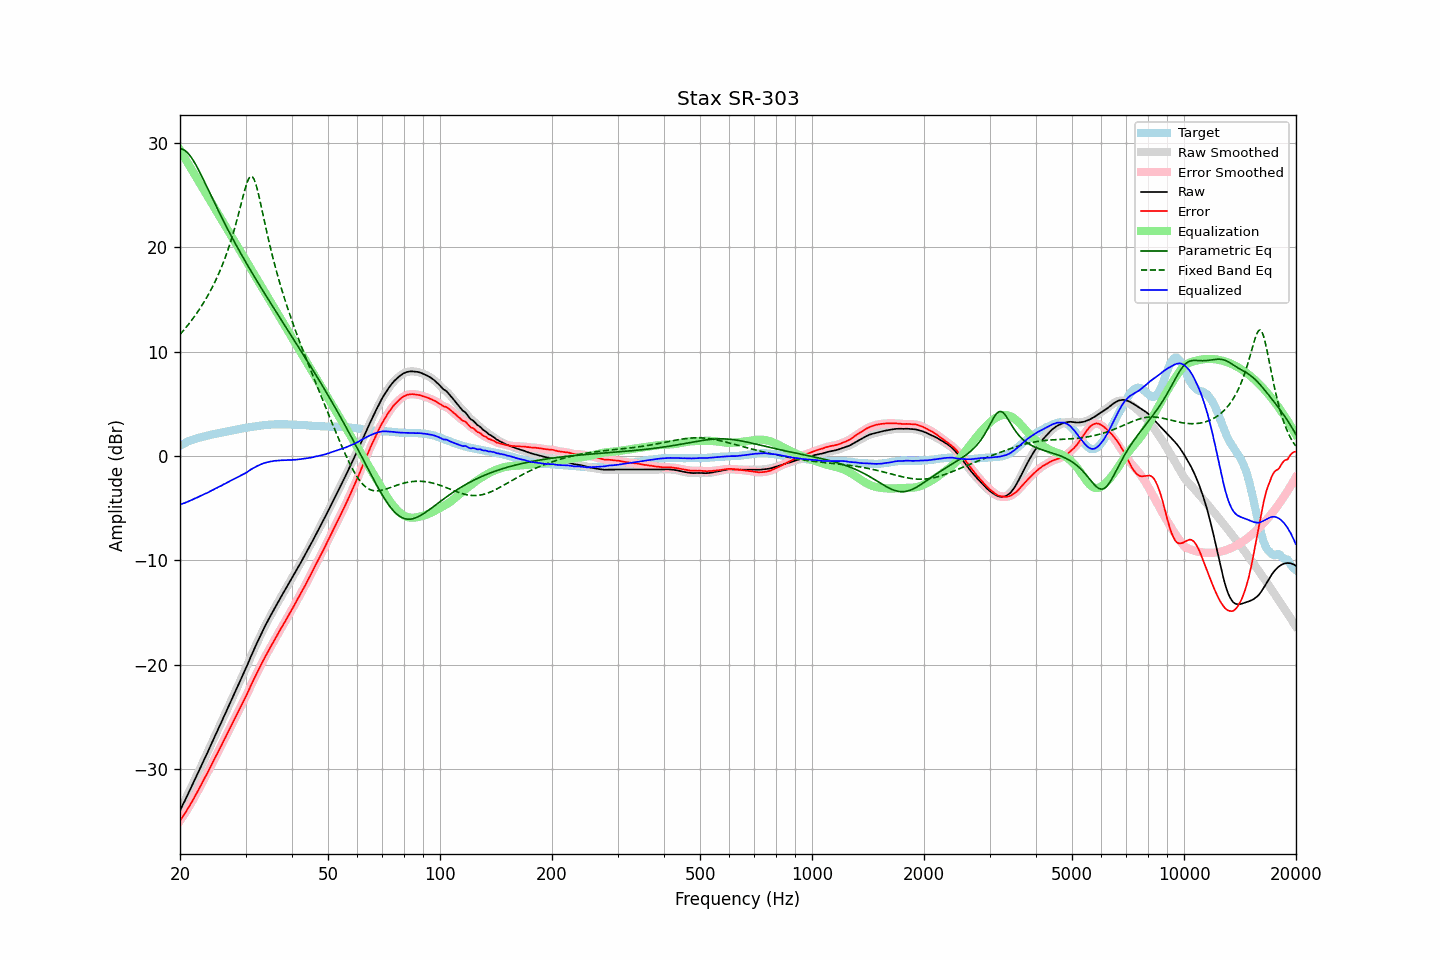 Stax SR-303
Amplitude (dBr)
30
20
10
0
−10
−20
−30
Target
Raw Smoothed
Error Smoothed
Raw
Error
Equalization
Parametric Eq
Fixed Band Eq
Equalized
20 50 100 200 500 1000 2000 5000 10000 20000
Frequency (Hz)